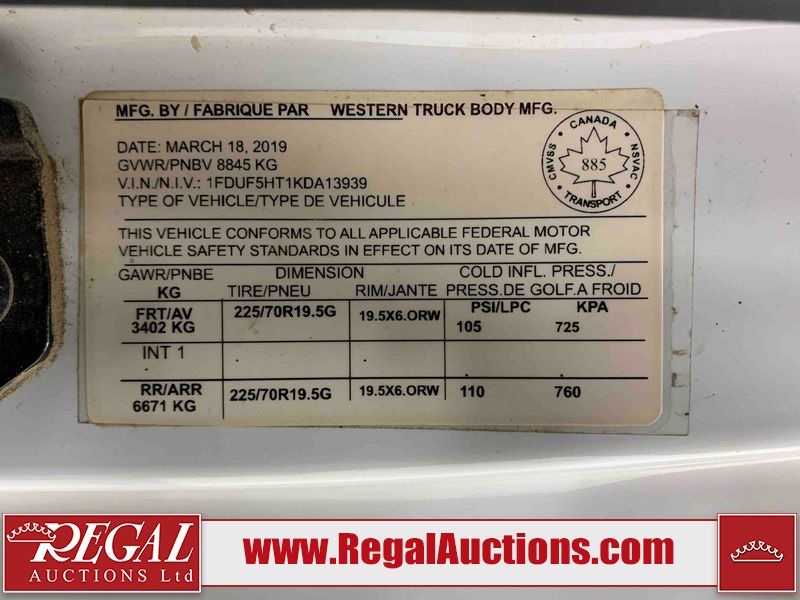 MFG. BY / FABRIQUE PAR WESTERN TRUCK BODY MFG.
DATE: MARCH 18, 2019
GVWR/PNBV 8845 KG
V.I.N./N.I.V.: 1FDUF5HT1KDA13939
TYPE OF VEHICLE/TYPE DE VEHICULE
CANADA
CMVSS 885 NSVAC
TRANSPORT
THIS VEHICLE CONFORMS TO ALL APPLICABLE FEDERAL MOTOR
VEHICLE SAFETY STANDARDS IN EFFECT ON ITS DATE OF MFG.
GAWR/PNBE DIMENSION COLD INFL. PRESS./
KG TIRE/PNEU RIM/JANTE PRESS.DE GOLF.A FROID
FRT/AV 225/70R19.5G 19.5X6.ORW PSI/LPC KPA
3402 KG 105 725
INT 1
RR/ARR 225/70R19.5G 19.5X6.ORW 110 760
6671 KG
REGAL
AUCTIONS Ltd
www.RegalAuctions.com